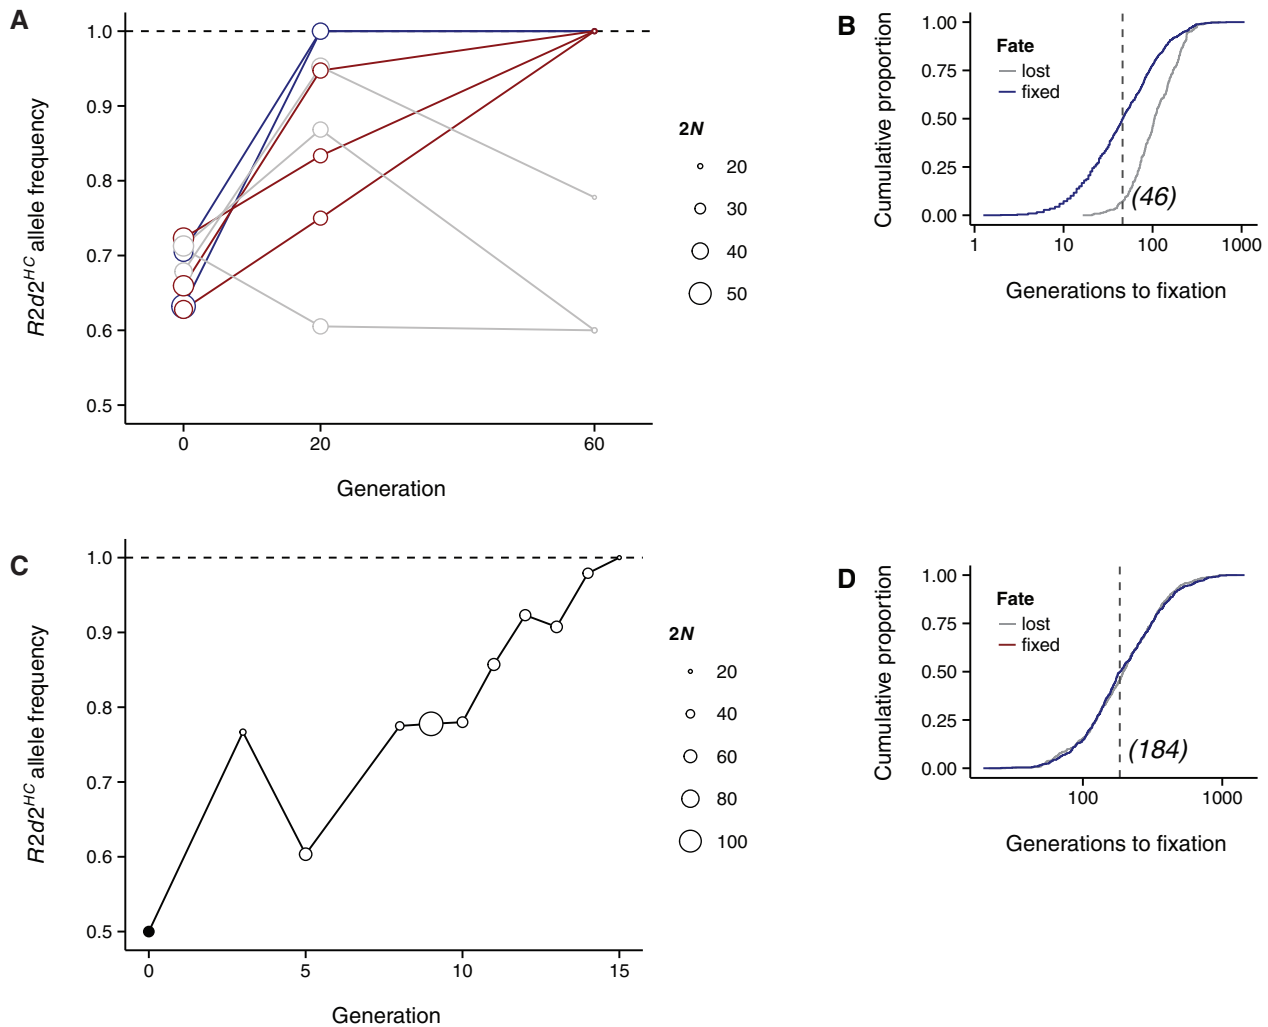 A
1.0
0.9
0.8
0.7
0.6
0.5
R2d2HC allele frequency
0
20
60
Generation
2N
20
30
40
50
B
1.00
0.75
0.50
0.25
0.00
Cumulative proportion
Fate
lost
fixed
(46)
1
10
100
1000
Generations to fixation
C
1.0
0.9
0.8
0.7
0.6
0.5
R2d2HC allele frequency
0
5
10
15
Generation
2N
20
40
60
80
100
D
1.00
0.75
0.50
0.25
0.00
Cumulative proportion
Fate
lost
fixed
(184)
100
1000
Generations to fixation